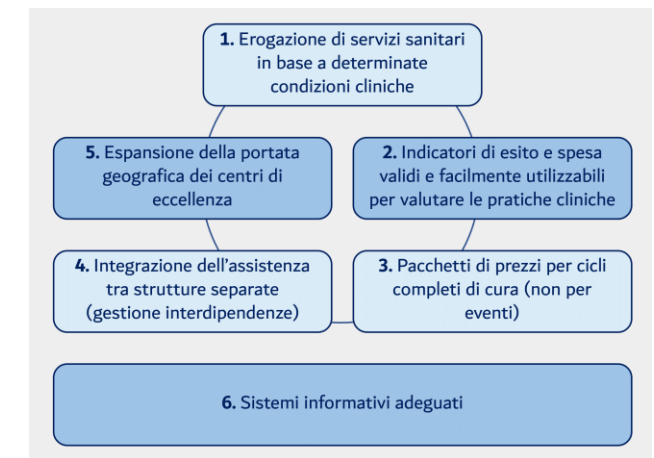 1. Erogazione di servizi sanitari
in base a determinate
condizioni cliniche
2. Indicatori di esito e spesa
validi e facilmente utilizzabili
per valutare le pratiche cliniche
3. Pacchetti di prezzi per cicli
completi di cura (non per
eventi)
4. Integrazione dell’assistenza
tra strutture separate
(gestione interdipendenze)
5. Espansione della portata
geografica dei centri di
eccellenza
6. Sistemi informativi adeguati